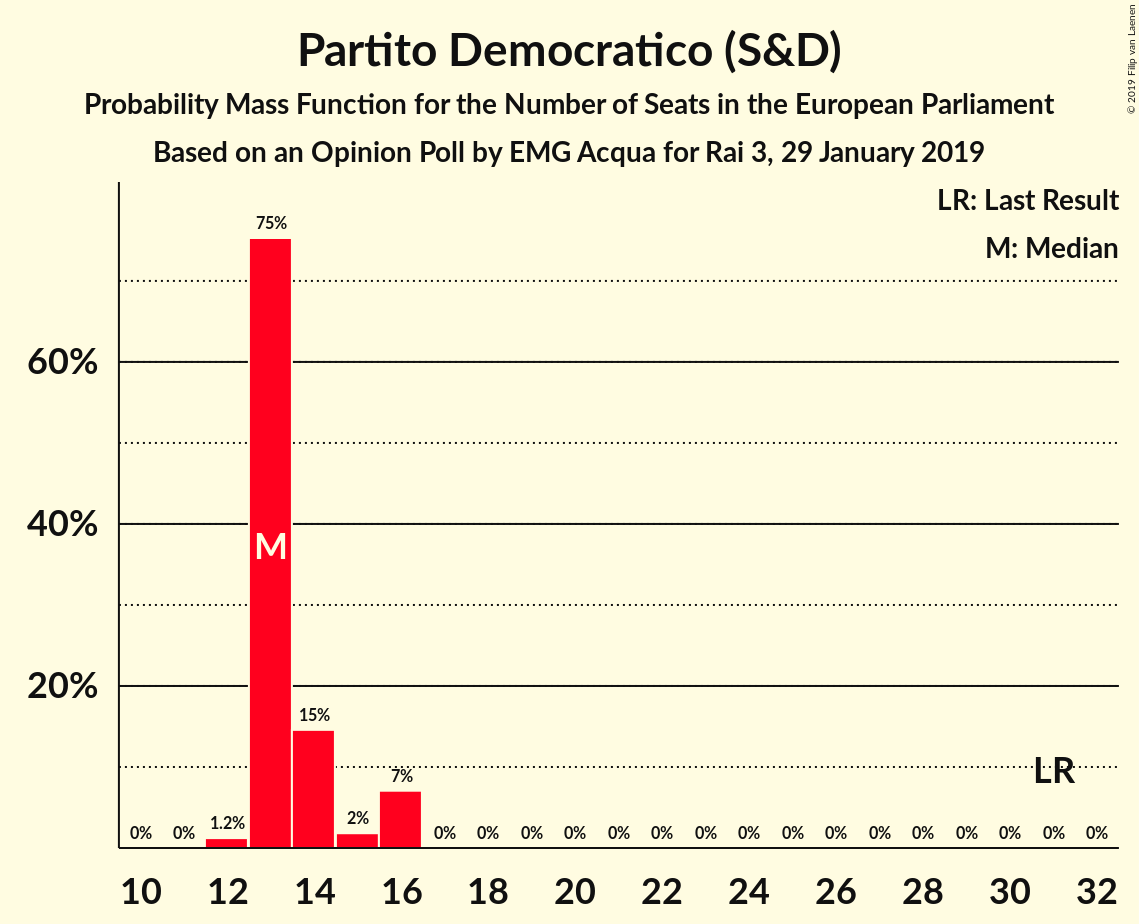 Partito Democratico (S&D)
Probability Mass Function for the Number of Seats in the European Parliament
Based on an Opinion Poll by EMG Acqua for Rai 3, 29 January 2019
© 2019 Filip van Laenen
LR: Last Result
M: Median
75%
60%
M
40%
20%
15%
LR
7%
2%
1.2%
0% 0% 0% 0% 0% 0% 0% 0% 0% 0% 0% 0% 0% 0% 0% 0% 0% 0%
10 12 14 16 18 20 22 24 26 28 30 32